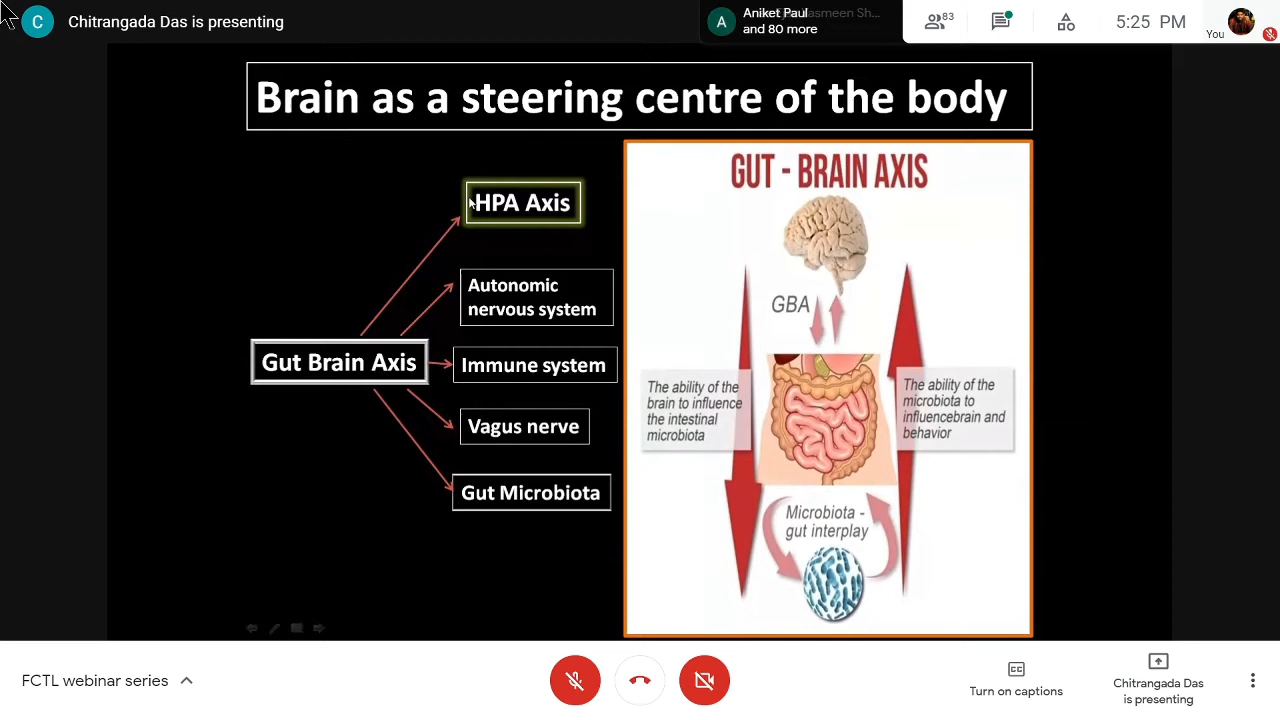 C
Chitrangada Das is presenting
A
Aniket Paul
and 80 more
83
5:25 PM
You
Brain as a steering centre of the body
HPA Axis
Autonomic
nervous system
Gut Brain Axis
Immune system
Vagus nerve
Gut Microbiota
GUT - BRAIN AXIS
GBA
The ability of the
brain to influence
the intestinal
microbiota
The ability of the
microbiota to
influencebrain and
behavior
Microbiota -
gut interplay
FCTL webinar series
CC
Turn on captions
Chitrangada Das
is presenting